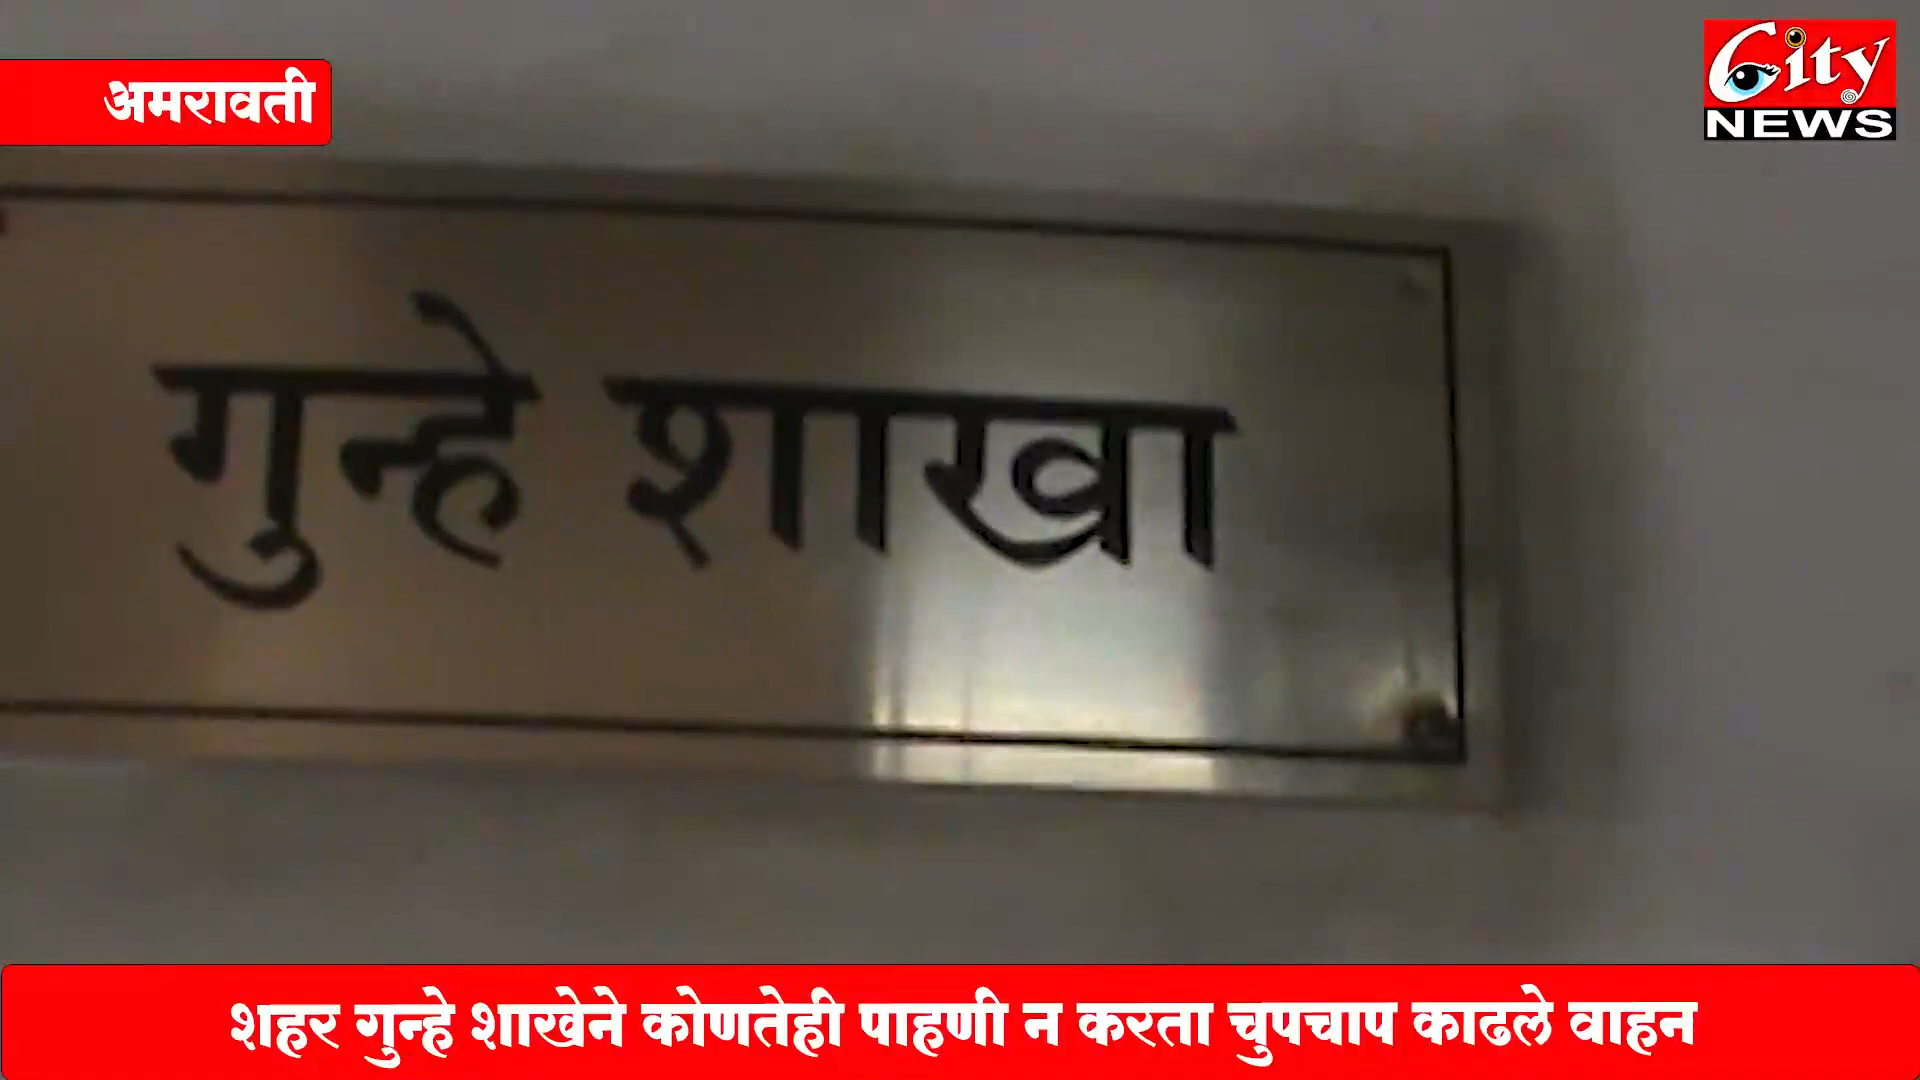 अमरावती
City
NEWS
गुन्हे शाखा
शहर गुन्हे शाखेने कोणतेही पाहणी न करता चुपचाप काढले वाहन